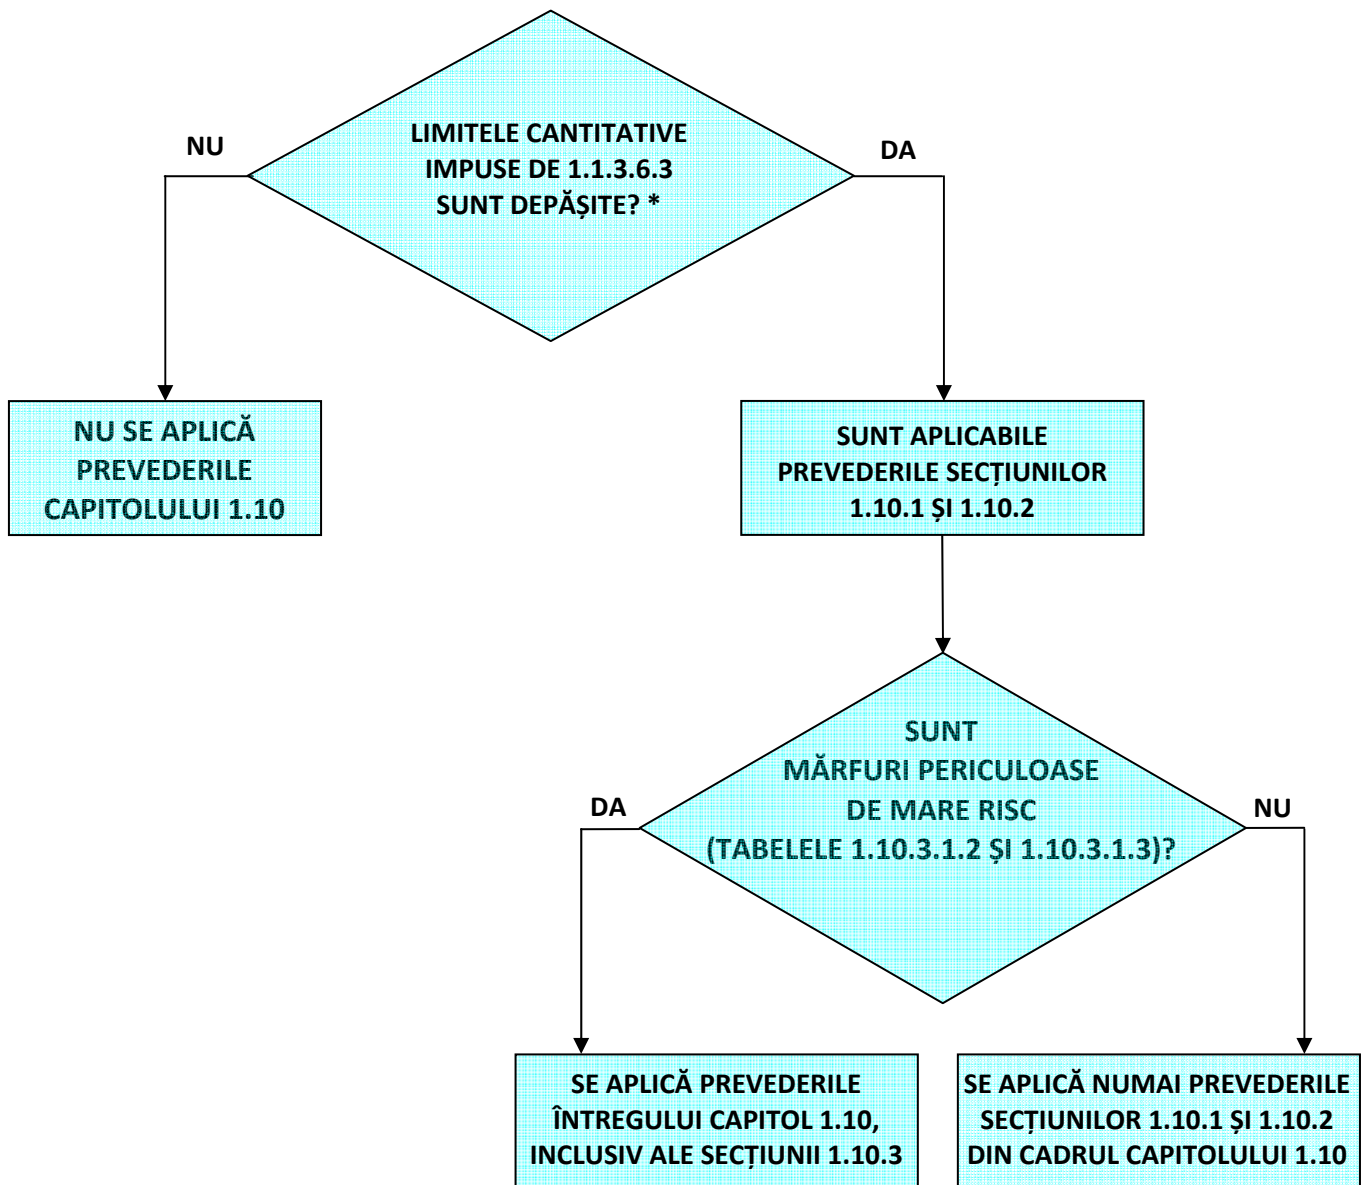 LIMITELE CANTITATIVE
IMPUSE DE 1.1.3.6.3
SUNT DEPĂȘITE? *
NU
DA
NU SE APLICĂ
PREVEDERILE
CAPITOLULUI 1.10
SUNT APLICABILE
PREVEDERILE SECȚIUNILOR
1.10.1 ȘI 1.10.2
SUNT
MĂRFURI PERICULOASE
DE MARE RISC
(TABELELE 1.10.3.1.2 ȘI 1.10.3.1.3)?
DA
NU
SE APLICĂ PREVEDERILE
ÎNTREGULUI CAPITOL 1.10,
INCLUSIV ALE SECȚIUNII 1.10.3
SE APLICĂ NUMAI PREVEDERILE
SECȚIUNILOR 1.10.1 ȘI 1.10.2
DIN CADRUL CAPITOLULUI 1.10